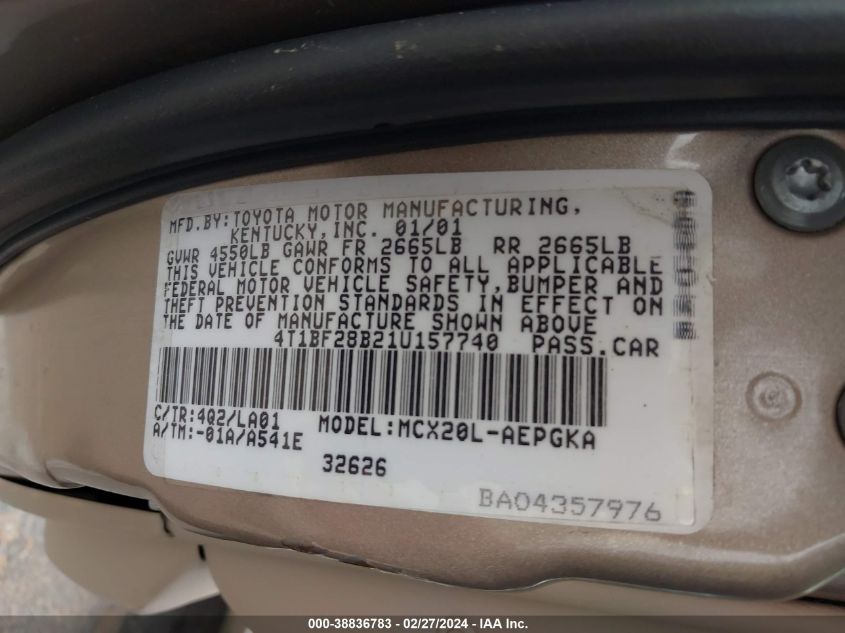 MFD.BY:TOYOTA MOTOR MANUFACTURING,
KENTUCKY,INC. 01/01
GVWR 4550LB GAWR FR 2665LB RR 2665LB
THIS VEHICLE CONFORMS TO ALL APPLICABLE
FEDERAL MOTOR VEHICLE SAFETY,BUMPER AND
THEFT PREVENTION STANDARDS IN EFFECT ON
THE DATE OF MANUFACTURE SHOWN ABOVE
4T1BF28B21U157740 PASS.CAR
C/TR:4Q2/LA01 MODEL:MCX20L-AEPGKA
A/TM:-01A/A541E
32626
BA04357976
000-38836783 - 02/27/2024 - IAA Inc.